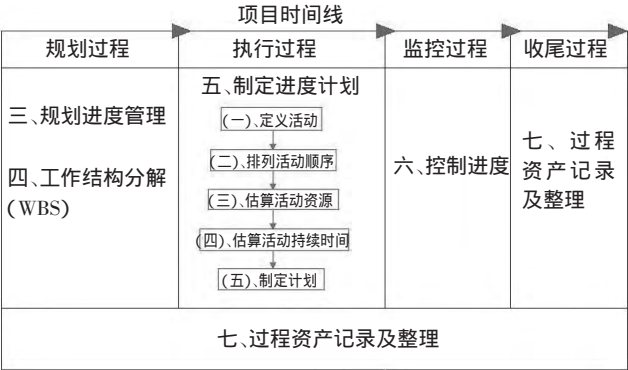 项目时间线
规划过程
执行过程
监控过程
收尾过程
三、规划进度管理
四、工作结构分解
(WBS)
五、制定进度计划
(一)、定义活动
(二)、排列活动顺序
(三)、估算活动资源
(四)、估算活动持续时间
(五)、制定计划
六、控制进度
七、过程
资产记录
及整理
七、过程资产记录及整理